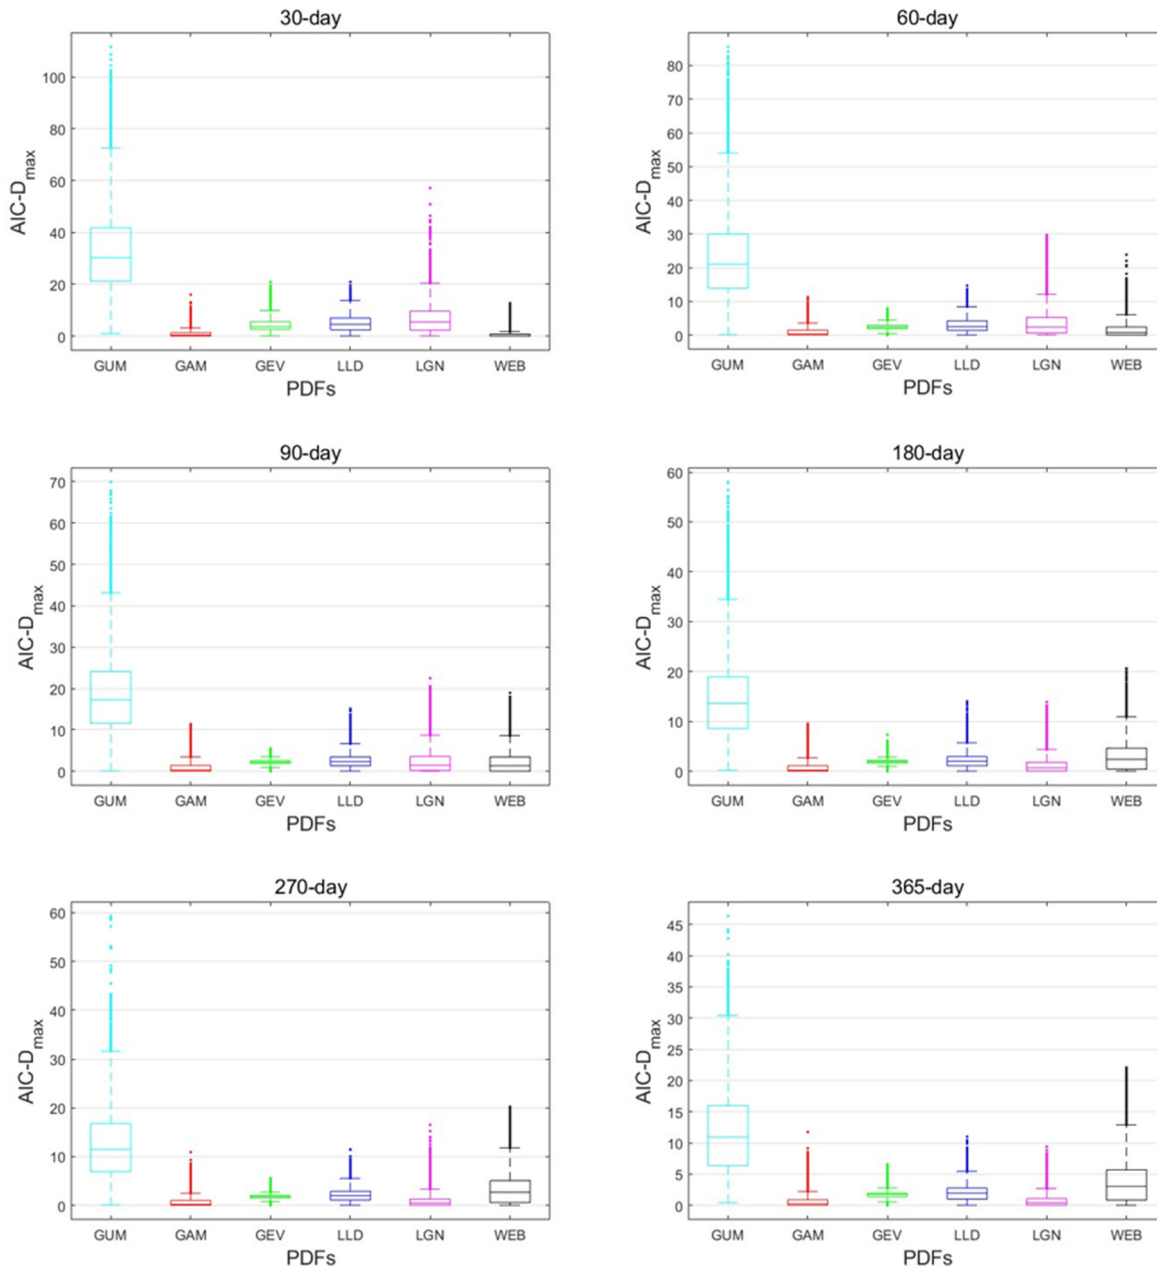 30-day
AIC-Dmax
100
80
60
40
20
0
GUM GAM GEV LLD LGN WEB
PDFs
60-day
AIC-Dmax
80
70
60
50
40
30
20
10
0
GUM GAM GEV LLD LGN WEB
PDFs
90-day
AIC-Dmax
70
60
50
40
30
20
10
0
GUM GAM GEV LLD LGN WEB
PDFs
180-day
AIC-Dmax
60
50
40
30
20
10
0
GUM GAM GEV LLD LGN WEB
PDFs
270-day
AIC-Dmax
60
50
40
30
20
10
0
GUM GAM GEV LLD LGN WEB
PDFs
365-day
AIC-Dmax
45
40
35
30
25
20
15
10
5
0
GUM GAM GEV LLD LGN WEB
PDFs